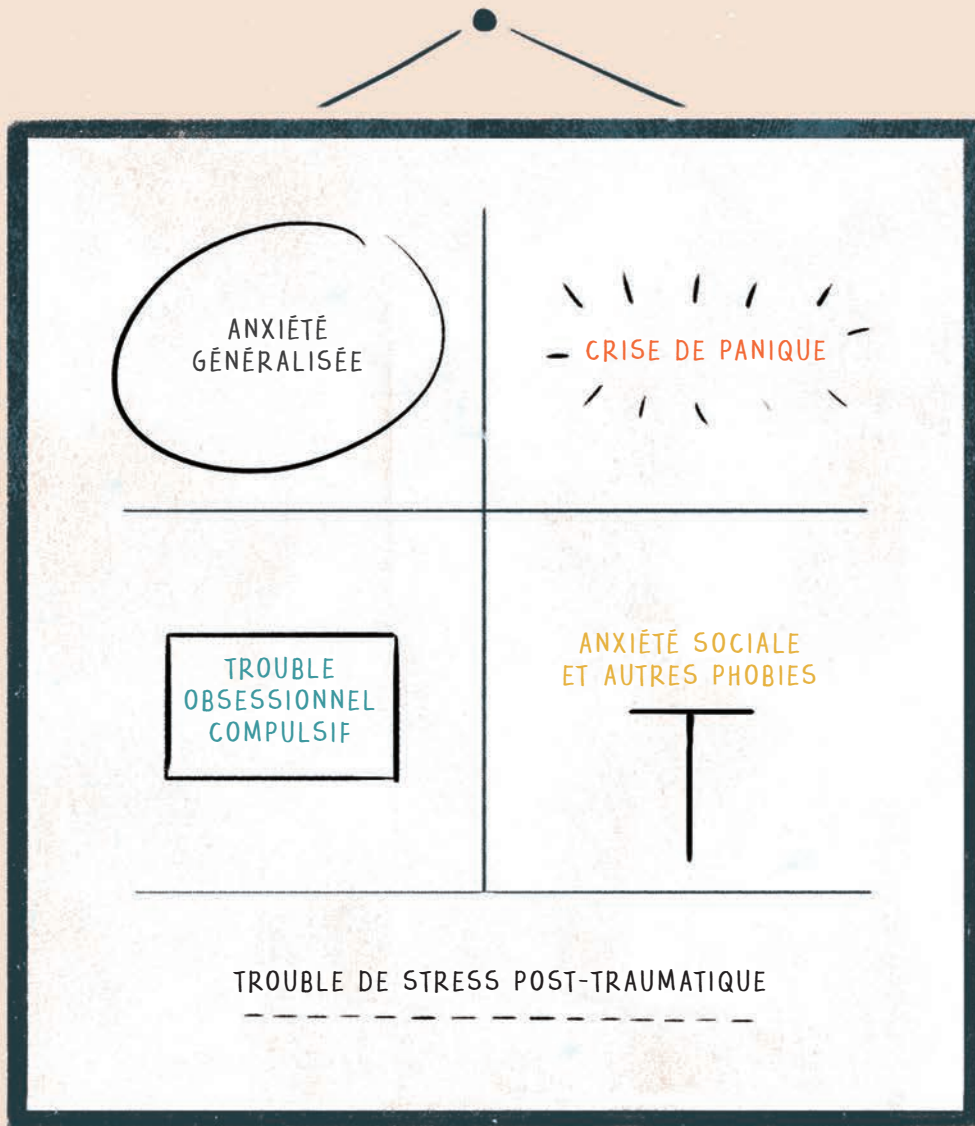 ANXIÉTÉ
GÉNÉRALISÉE
CRISE DE PANIQUE
TROUBLE
OBSESSIONNEL
COMPULSIF
ANXIÉTÉ SOCIALE
ET AUTRES PHOBIES
TROUBLE DE STRESS POST-TRAUMATIQUE